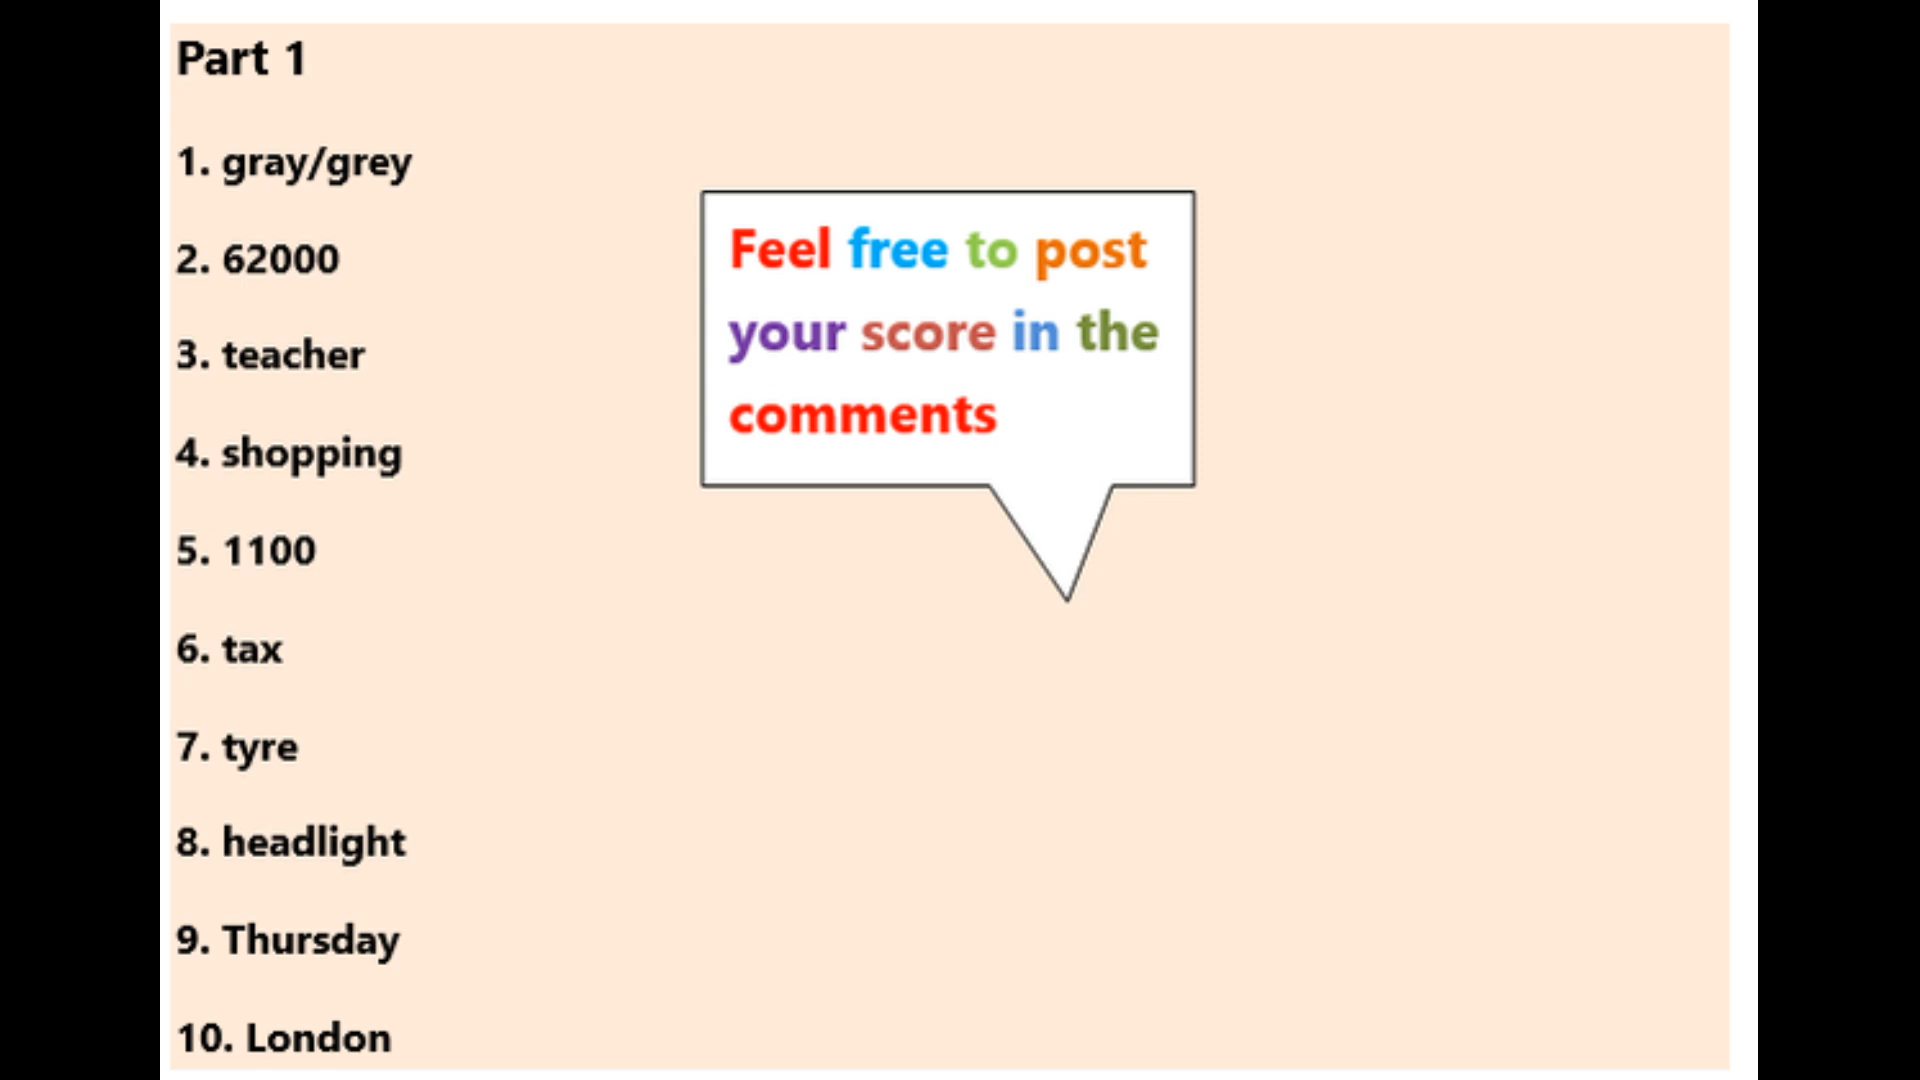 Part 1
1. gray/grey
2. 62000
3. teacher
4. shopping
5. 1100
6. tax
7. tyre
8. headlight
9. Thursday
10. London
Feel free to post
your score in the
comments